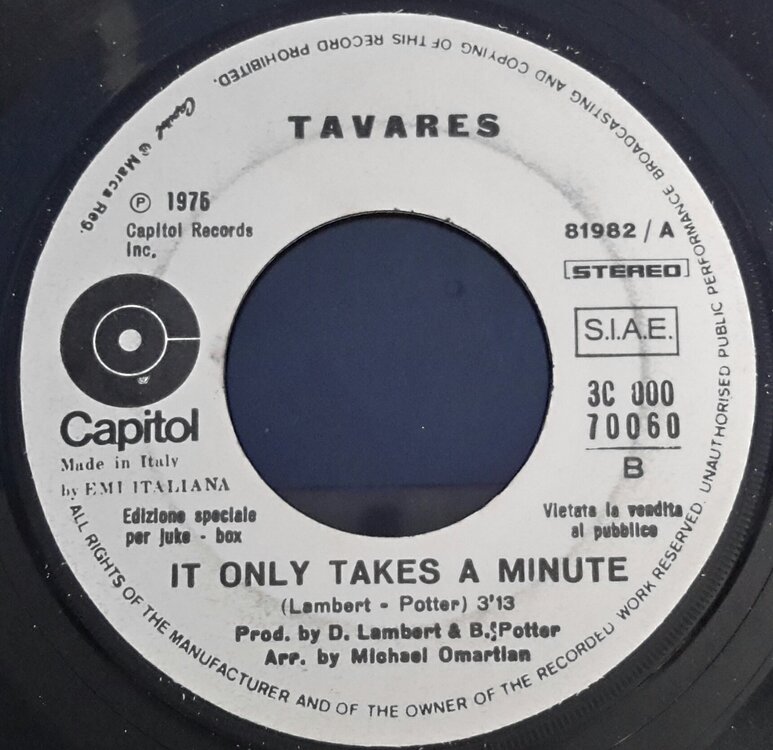 TAVARES
℗ 1975
Capitol Records
Inc.
81982 / A
STEREO
S.I.A.E.
3C 000
70060
B
Capitol
Made in Italy
by EMI ITALIANA
Edizione speciale
per juke - box
Vietata la vendita
al pubblico
IT ONLY TAKES A MINUTE
(Lambert - Potter) 3'13
Prod. by D. Lambert & B. Potter
Arr. by Michael Omartian
ALL RIGHTS OF THE MANUFACTURER AND OF THE OWNER OF THE RECORDED WORK RESERVED. UNAUTHORISED PUBLIC PERFORMANCE BROADCASTING AND COPYING OF THIS RECORD PROHIBITED.
Capitol ® Marca Reg.